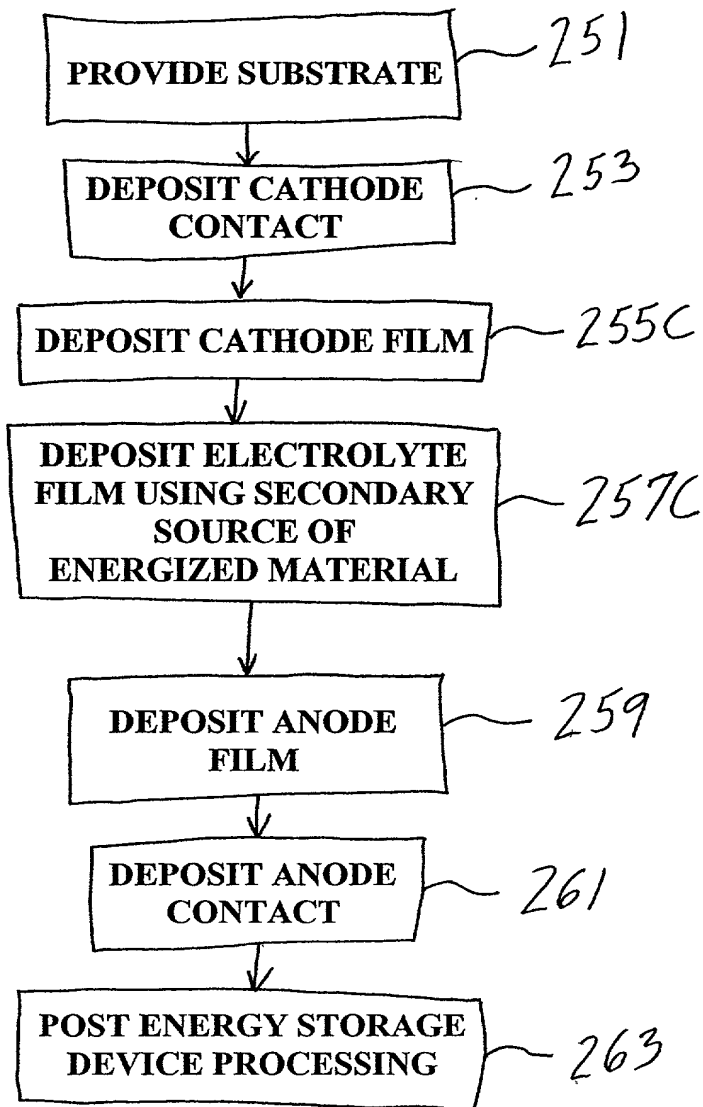 PROVIDE SUBSTRATE
251
DEPOSIT CATHODE
CONTACT
253
DEPOSIT CATHODE FILM
255C
DEPOSIT ELECTROLYTE
FILM USING SECONDARY
SOURCE OF
ENERGIZED MATERIAL
257C
DEPOSIT ANODE
FILM
259
DEPOSIT ANODE
CONTACT
261
POST ENERGY STORAGE
DEVICE PROCESSING
263